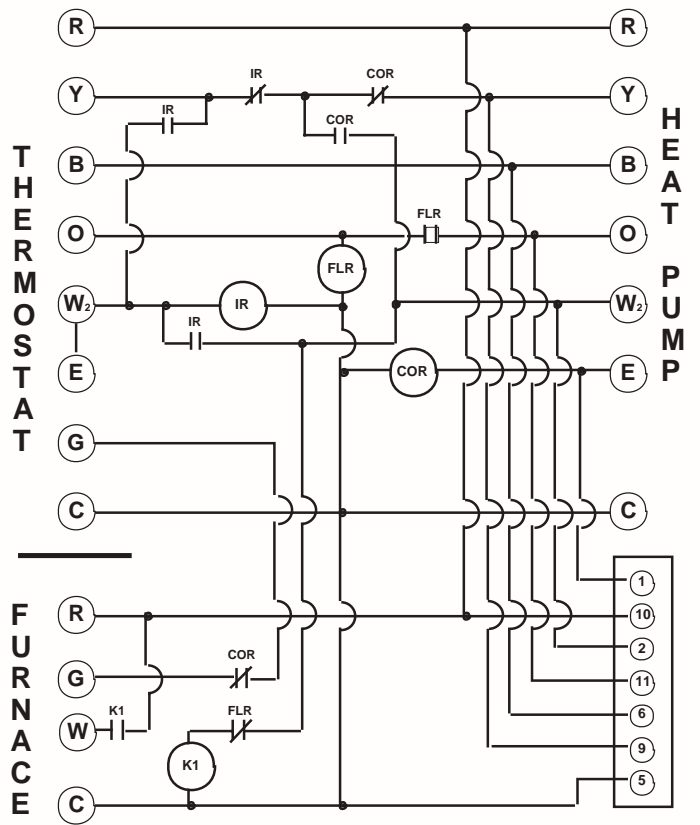 R R
IR COR
Y Y
IR COR
B B
FLR
O O
FLR
W2 IR W2
IR
E COR E
G
C C
1
R 10
2
COR
G 11
K1 FLR 6
W
K1 9
5
C
THERMOSTAT
HEAT PUMP
FURNACE